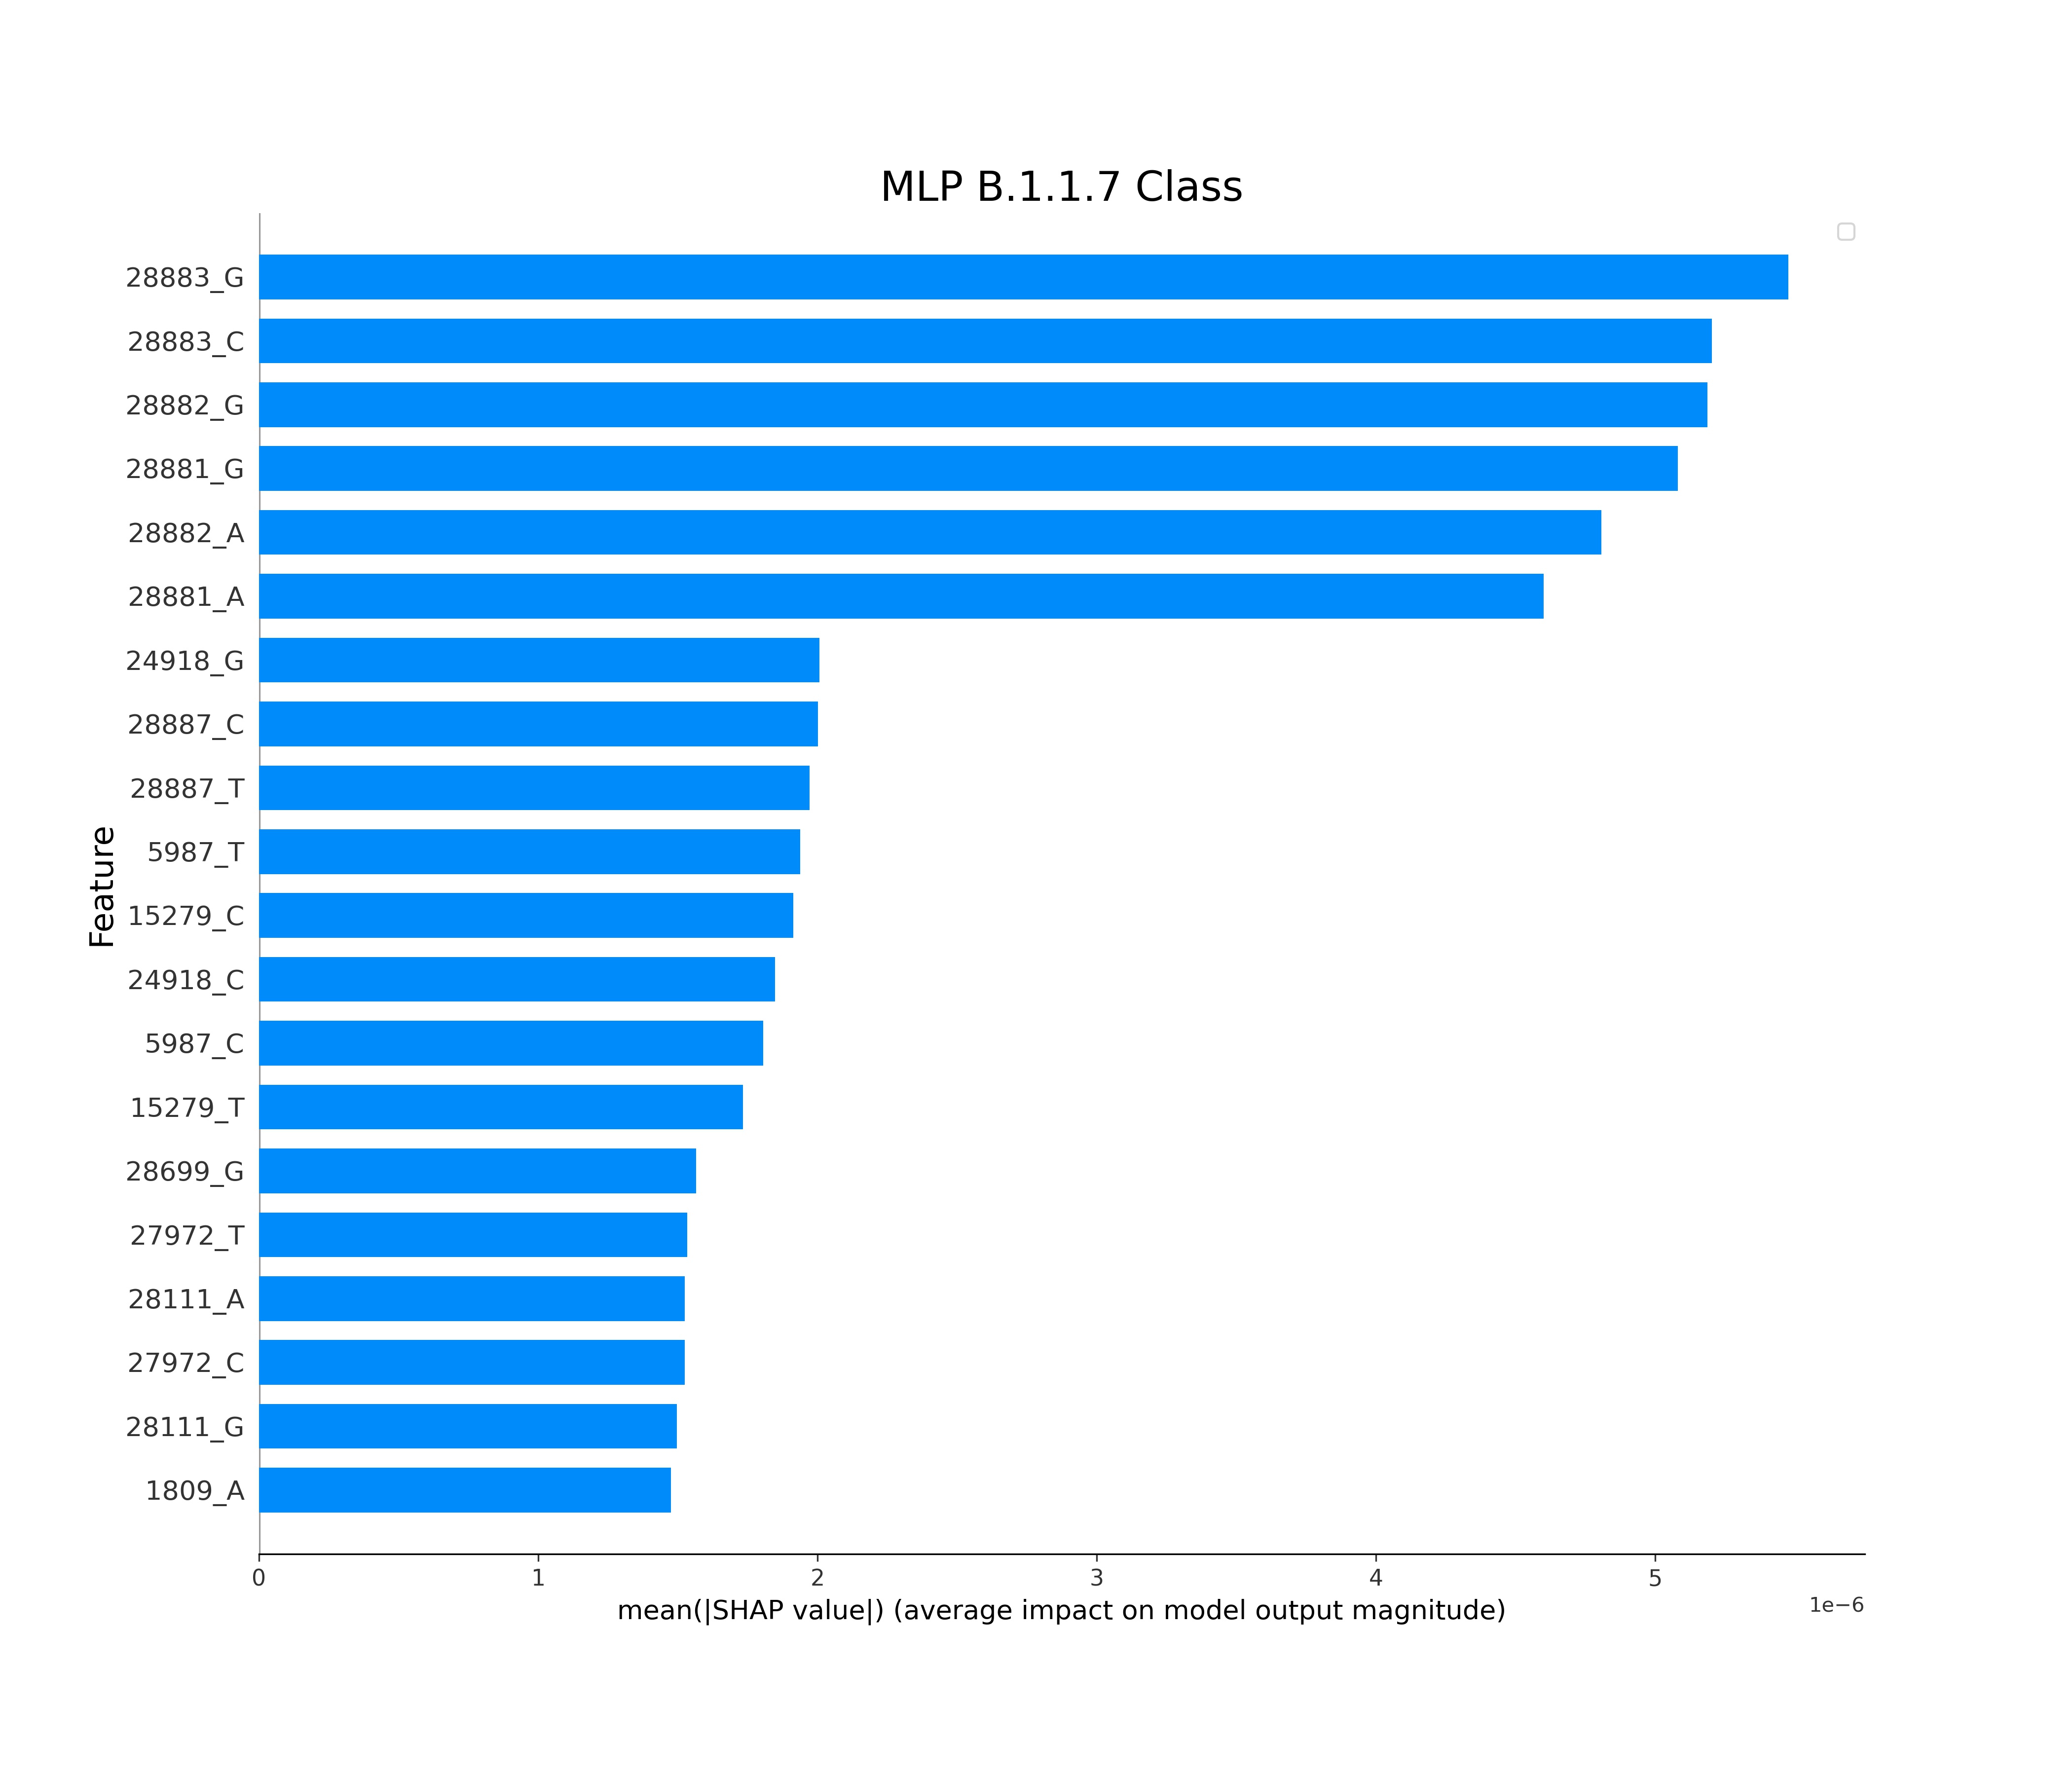 MLP B.1.1.7 Class
28883_G
28883_C
28882_G
28881_G
28882_A
28881_A
24918_G
28887_C
28887_T
5987_T
15279_C
24918_C
5987_C
15279_T
28699_G
27972_T
28111_A
27972_C
28111_G
1809_A
Feature
0 1 2 3 4 5
1e−6
mean(|SHAP value|) (average impact on model output magnitude)